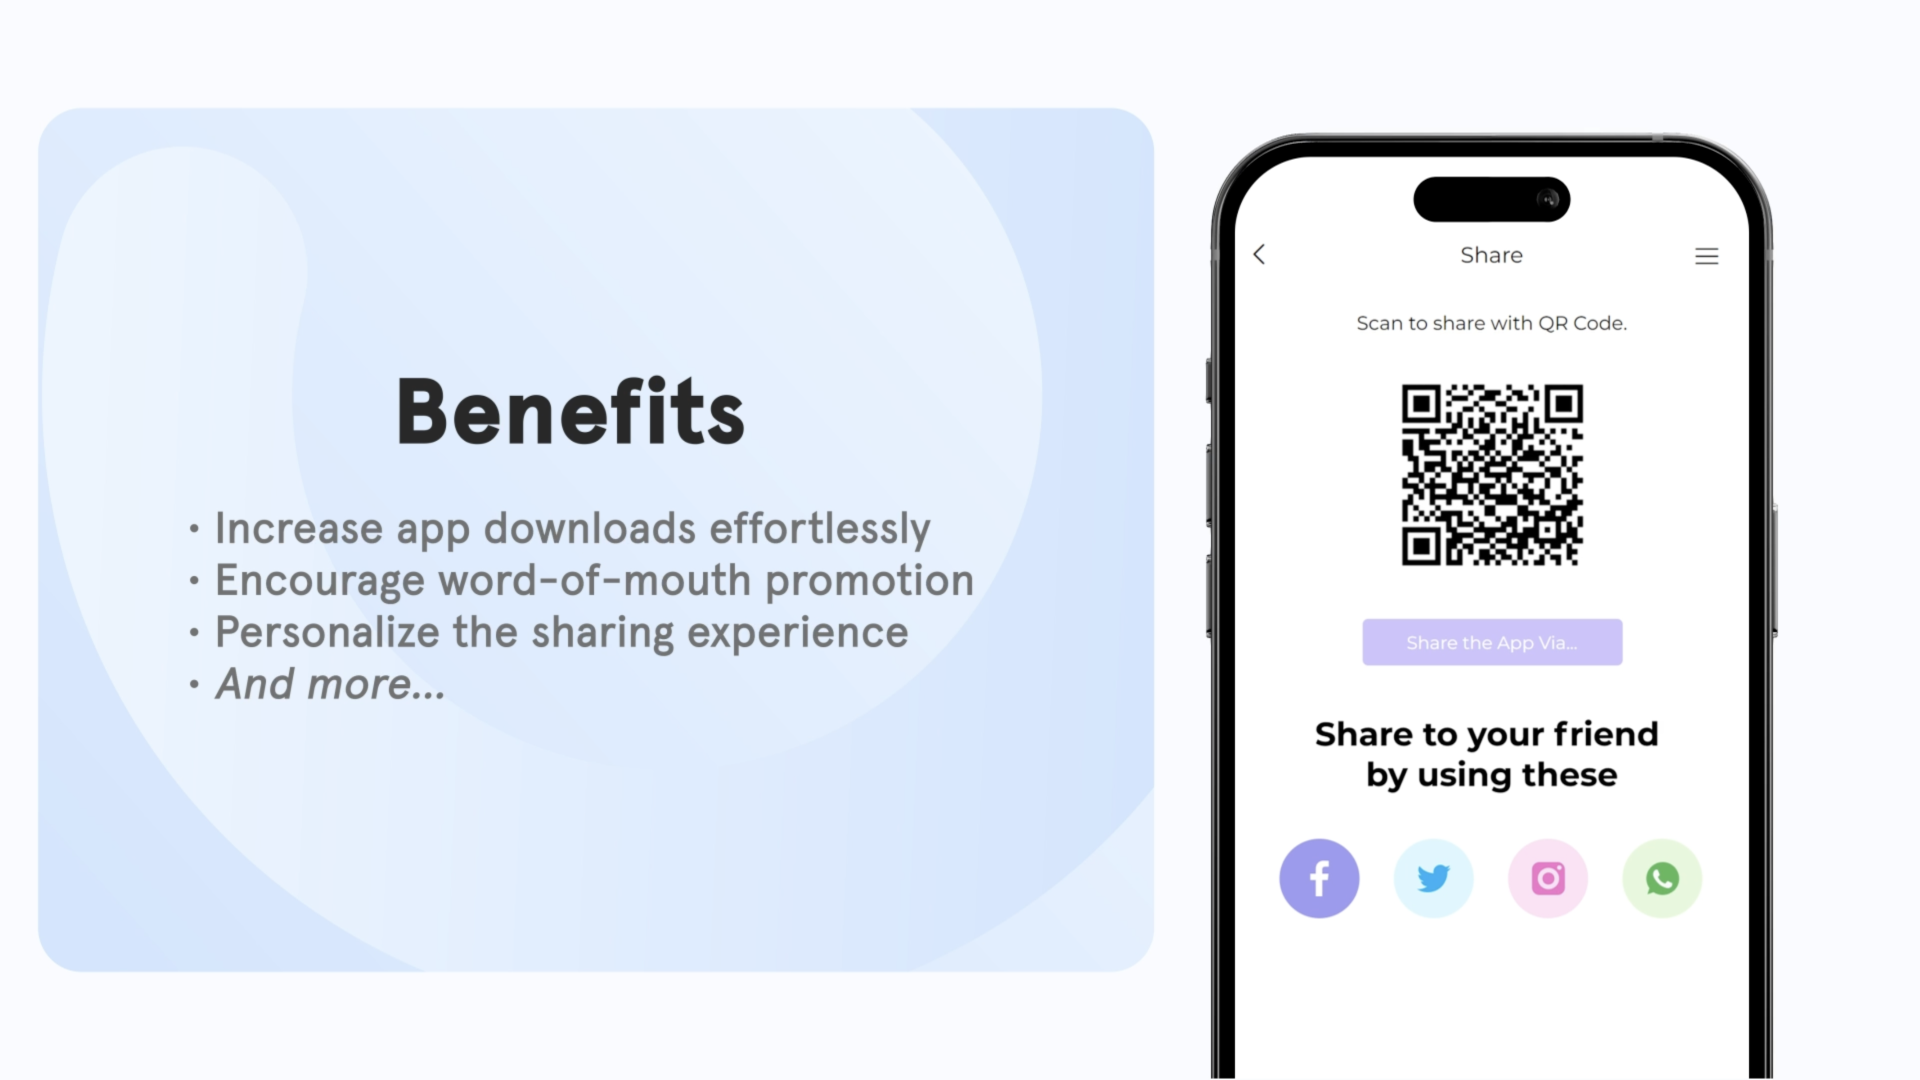 Benefits
• Increase app downloads effortlessly
• Encourage word-of-mouth promotion
• Personalize the sharing experience
• And more...
Share
Scan to share with QR Code.
Share the App Via...
Share to your friend
by using these